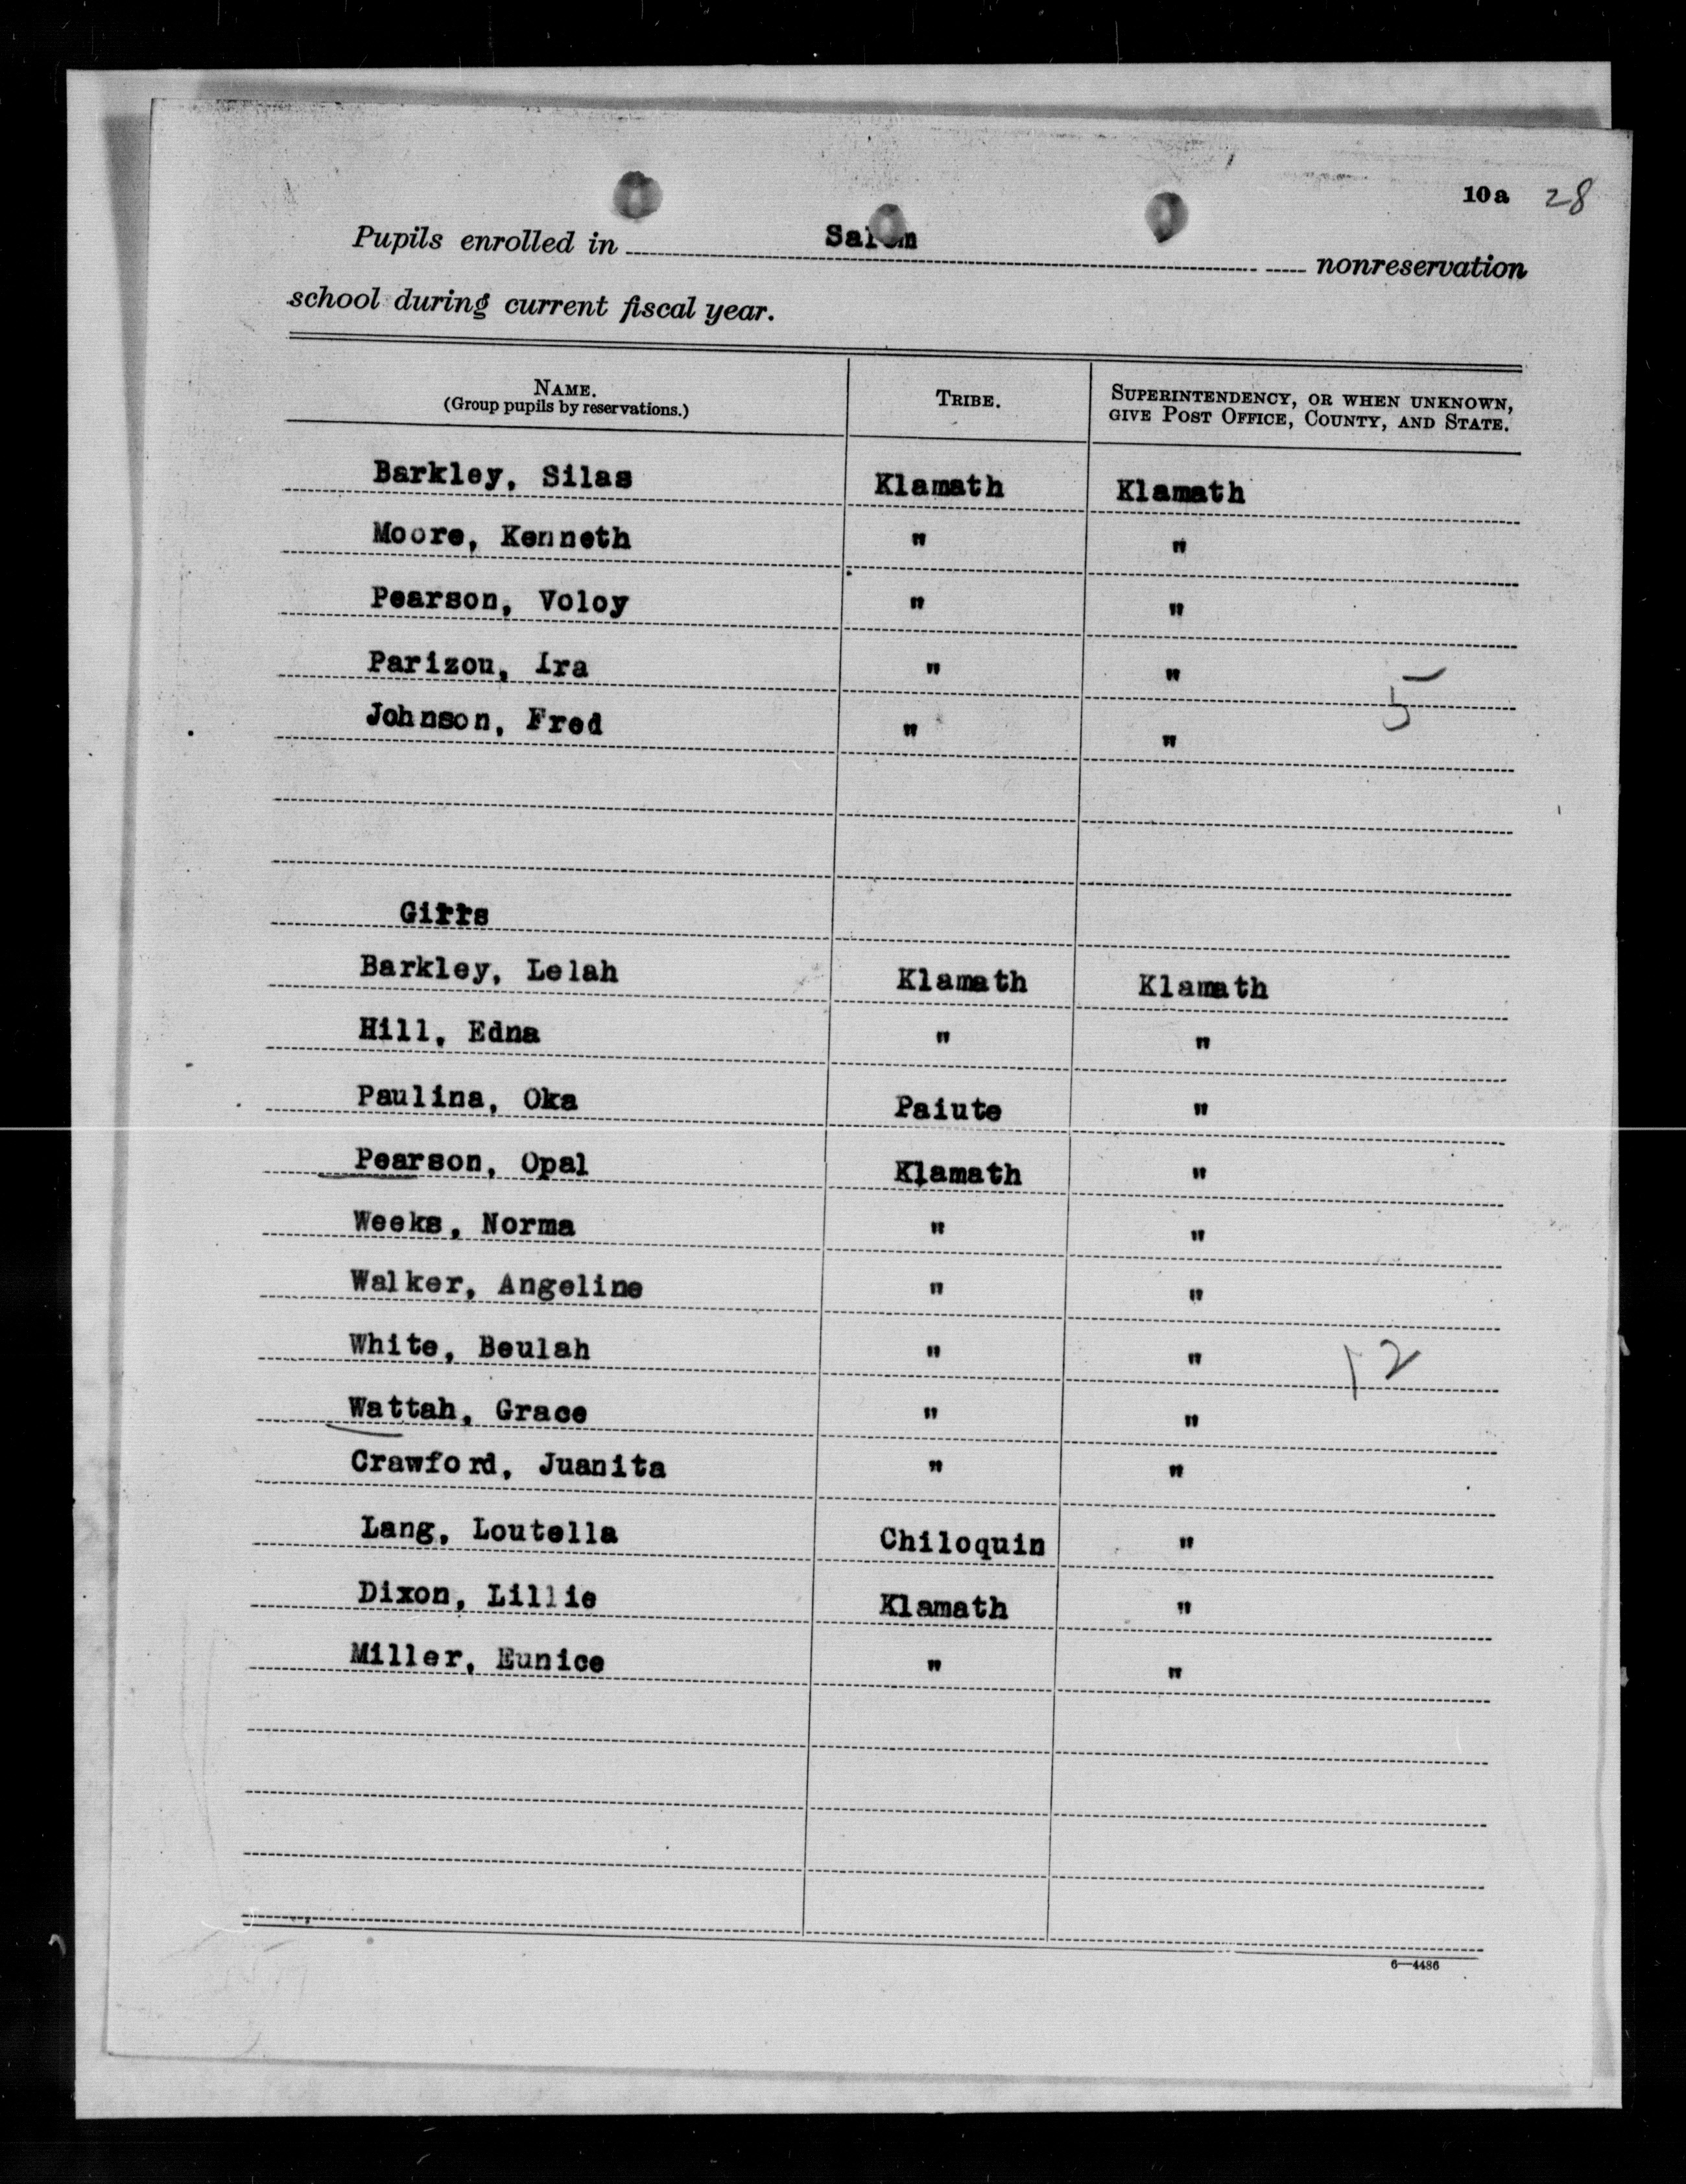 10a 28
Pupils enrolled in Salem nonreservation
school during current fiscal year.
NAME. TRIBE. SUPERINTENDENCY, OR WHEN UNKNOWN,
(Group pupils by reservations.) GIVE POST OFFICE, COUNTY, AND STATE.
Barkley, Silas Klamath Klamath
Moore, Kenneth " "
Pearson, Voloy " "
Parizou, Ira " "
5
Johnson, Fred " "
Girls
Barkley, Lelah Klamath Klamath
Hill, Edna " "
Paulina, Oka Paiute "
Pearson, Opal Klamath "
Weeks, Norma " "
Walker, Angeline " "
White, Beulah " " 12
Wattah, Grace " "
Crawford, Juanita " "
Lang, Loutella Chiloquin "
Dixon, Lillie Klamath "
Miller, Eunice " "
6—4486